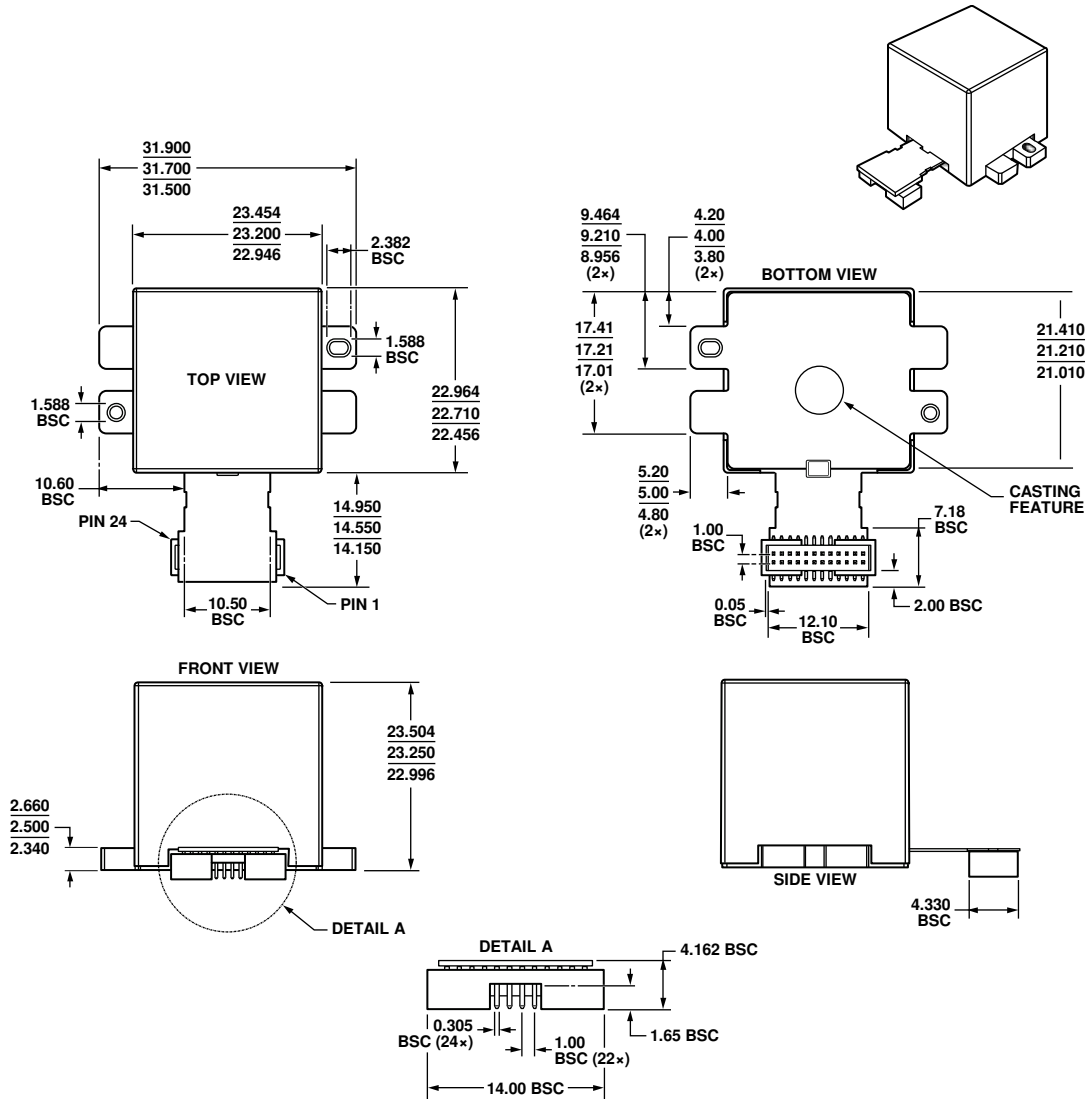 31.900
31.700
31.500
23.454
23.200
22.946
2.382
BSC
1.588
BSC
TOP VIEW
1.588
BSC
22.964
22.710
22.456
10.60
BSC
PIN 24
14.950
14.550
14.150
10.50
BSC
PIN 1
9.464
9.210
8.956
(2×)
4.20
4.00
3.80
(2×)
BOTTOM VIEW
17.41
17.21
17.01
(2×)
21.410
21.210
21.010
5.20
5.00
4.80
(2×)
CASTING
FEATURE
1.00
BSC
7.18
BSC
0.05
BSC
12.10
BSC
2.00 BSC
FRONT VIEW
23.504
23.250
22.996
2.660
2.500
2.340
DETAIL A
SIDE VIEW
4.330
BSC
DETAIL A
4.162 BSC
0.305
BSC (24×)
1.00
BSC (22×)
1.65 BSC
14.00 BSC